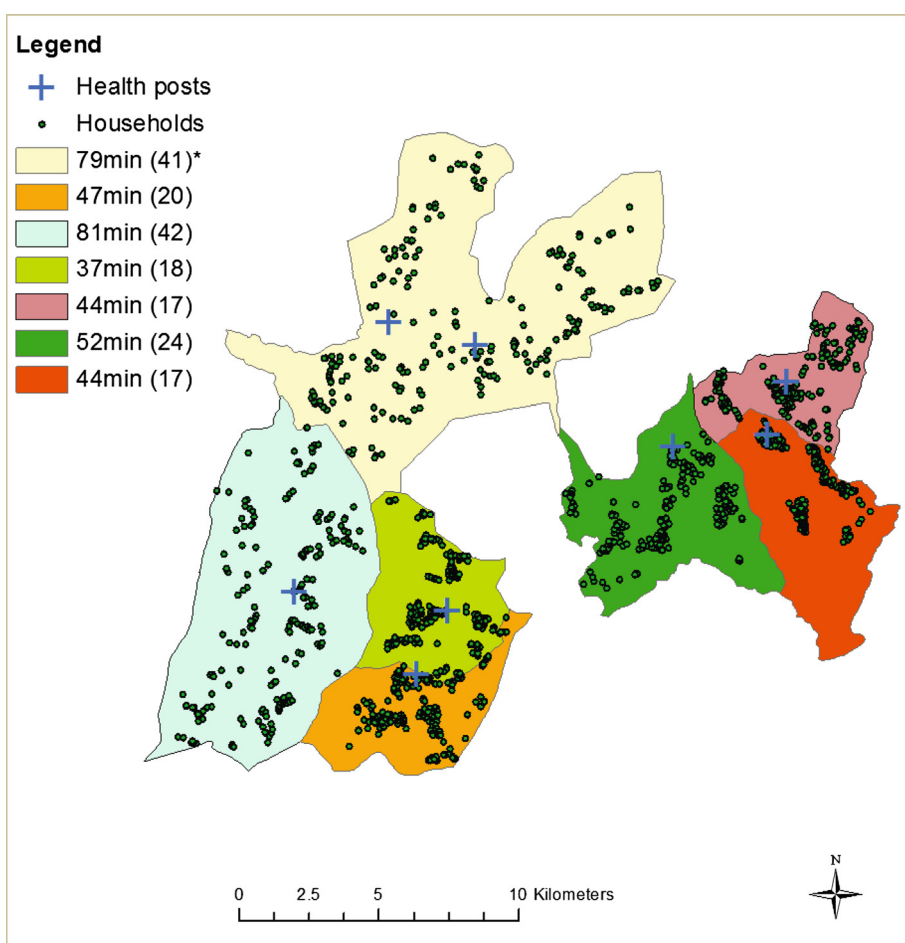 Legend
Health posts
Households
79min (41)*
47min (20)
81min (42)
37min (18)
44min (17)
52min (24)
44min (17)
N
0 2.5 5 10 Kilometers